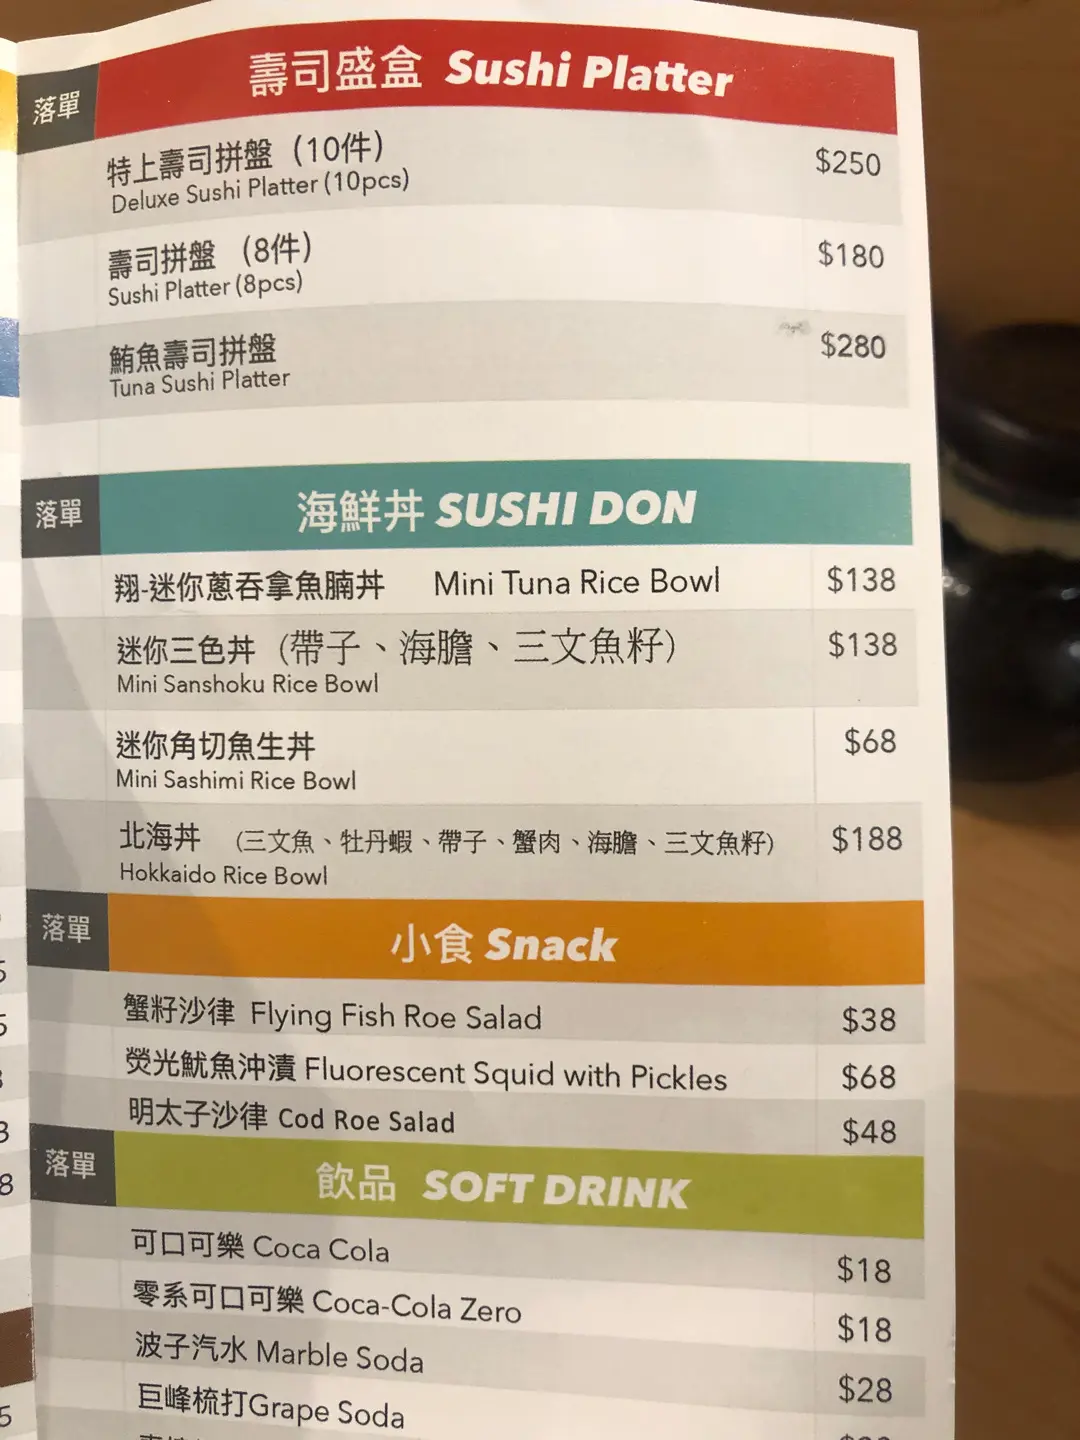 落單 壽司盛盒 Sushi Platter
特上壽司拼盤 (10件) $250
Deluxe Sushi Platter (10pcs)
壽司拼盤 (8件) $180
Sushi Platter (8pcs)
鮪魚壽司拼盤 $280
Tuna Sushi Platter
落單 海鮮丼 SUSHI DON
翔-迷你蔥吞拿魚腩丼 Mini Tuna Rice Bowl $138
迷你三色丼 (帶子、海膽、三文魚籽) $138
Mini Sanshoku Rice Bowl
迷你角切魚生丼 $68
Mini Sashimi Rice Bowl
北海丼 (三文魚、牡丹蝦、帶子、蟹肉、海膽、三文魚籽) $188
Hokkaido Rice Bowl
落單 小食 Snack
蟹籽沙律 Flying Fish Roe Salad $38
熒光魷魚沖漬 Fluorescent Squid with Pickles $68
明太子沙律 Cod Roe Salad $48
落單 飲品 SOFT DRINK
可口可樂 Coca Cola $18
零系可口可樂 Coca-Cola Zero $18
波子汽水 Marble Soda $28
巨峰梳打Grape Soda